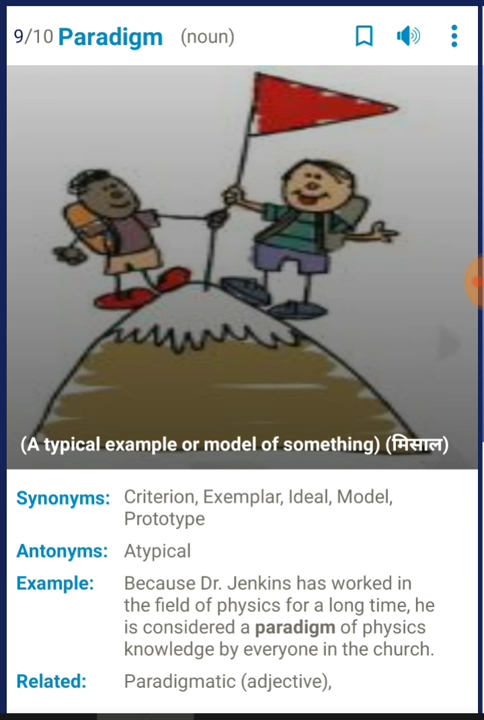 9/10 Paradigm (noun)
(A typical example or model of something) (मिसाल)
Synonyms: Criterion, Exemplar, Ideal, Model,
Prototype
Antonyms: Atypical
Example: Because Dr. Jenkins has worked in
the field of physics for a long time, he
is considered a paradigm of physics
knowledge by everyone in the church.
Related: Paradigmatic (adjective),